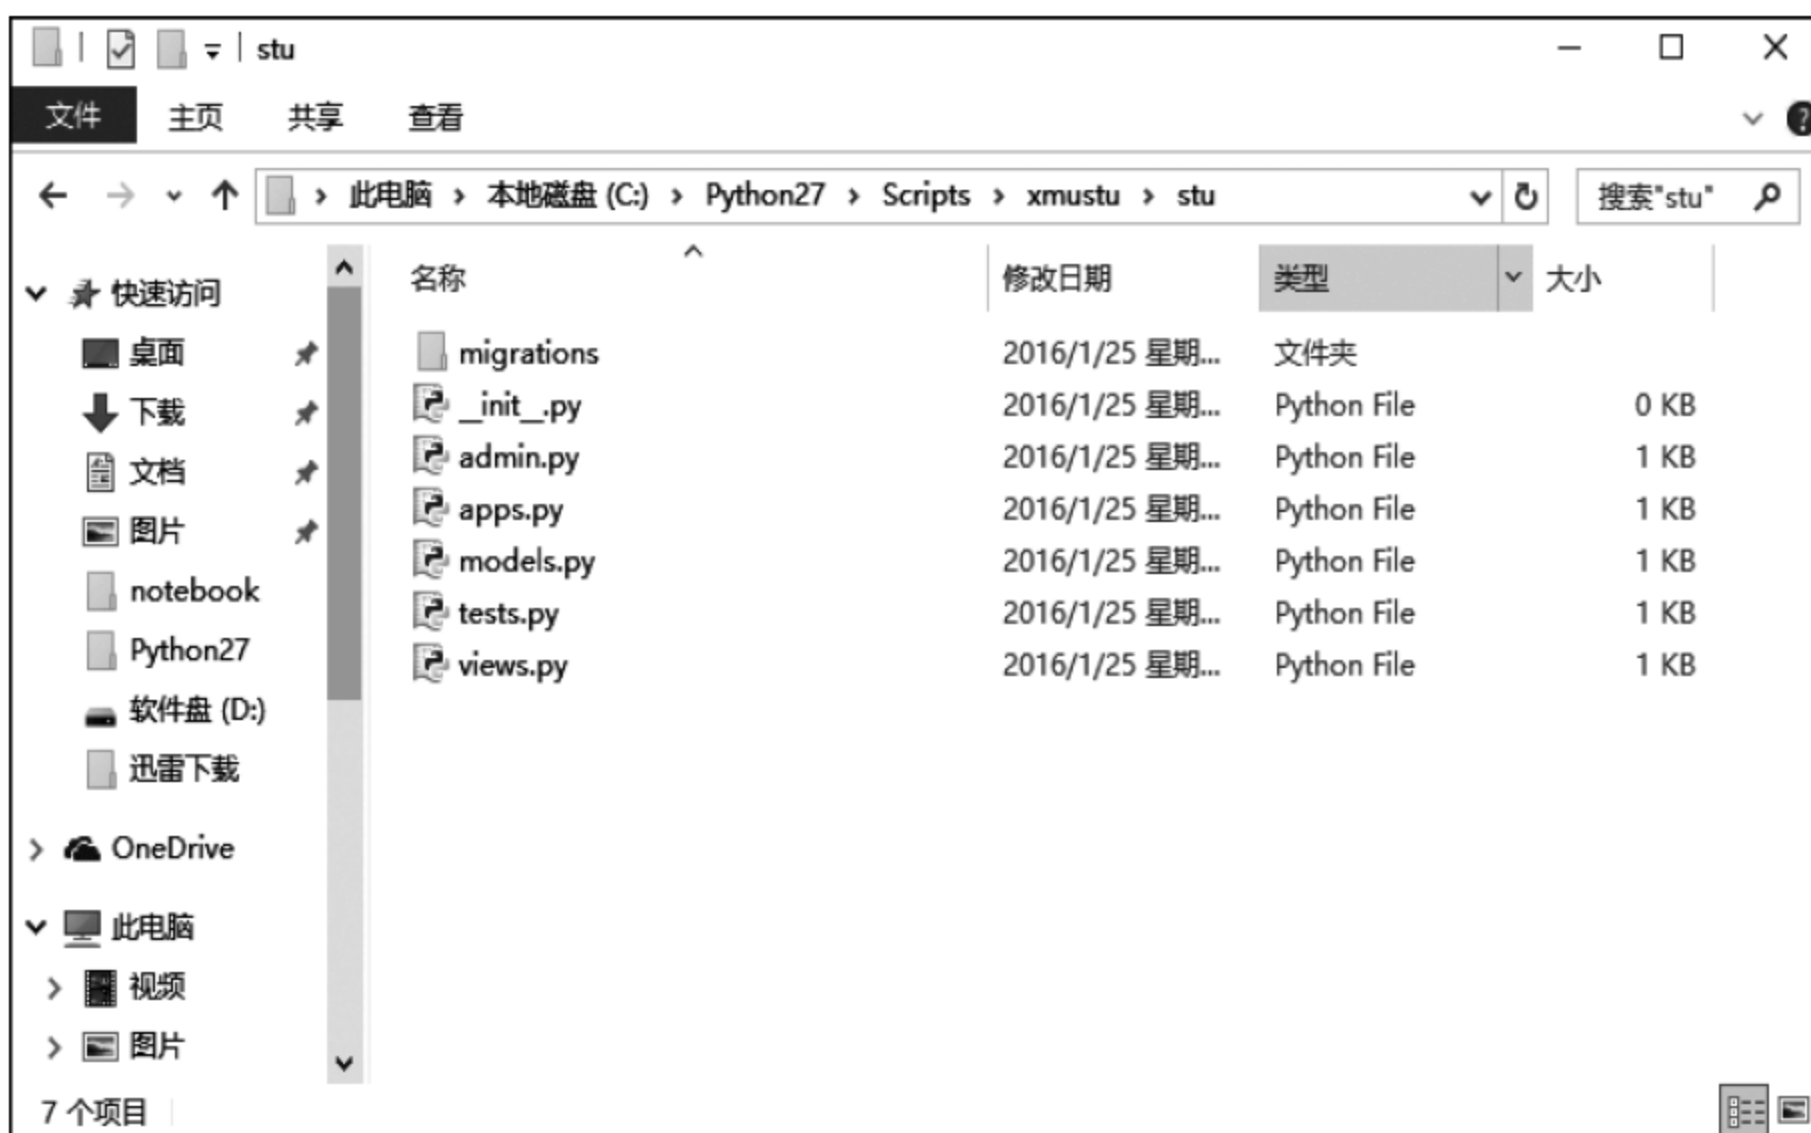 stu
文件 主页 共享 查看
此电脑 › 本地磁盘 (C:) › Python27 › Scripts › xmustu › stu 搜索"stu"
快速访问
桌面
下载
文档
图片
notebook
Python27
软件盘 (D:)
迅雷下载
OneDrive
此电脑
视频
图片
名称 修改日期 类型 大小
migrations 2016/1/25 星期... 文件夹
__init__.py 2016/1/25 星期... Python File 0 KB
admin.py 2016/1/25 星期... Python File 1 KB
apps.py 2016/1/25 星期... Python File 1 KB
models.py 2016/1/25 星期... Python File 1 KB
tests.py 2016/1/25 星期... Python File 1 KB
views.py 2016/1/25 星期... Python File 1 KB
7 个项目